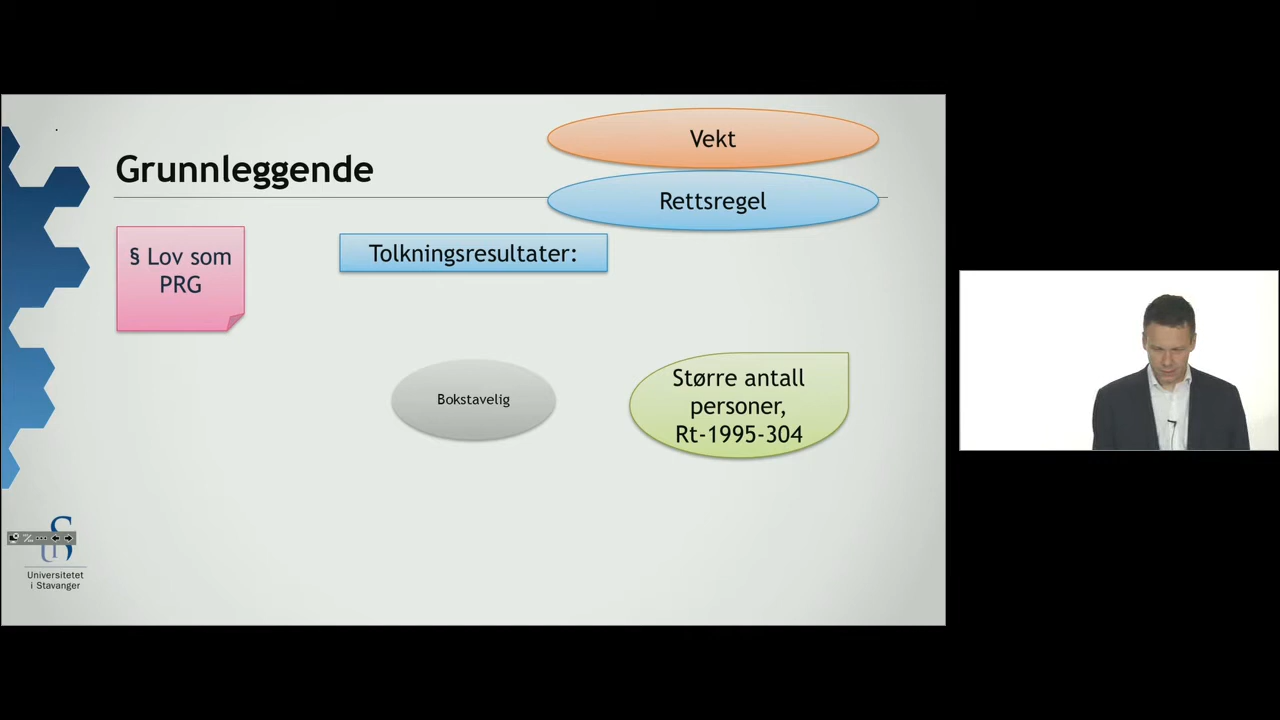 Vekt
Grunnleggende
Rettsregel
§ Lov som
PRG
Tolkningsresultater:
Bokstavelig
Større antall
personer,
Rt-1995-304
Universitetet
i Stavanger